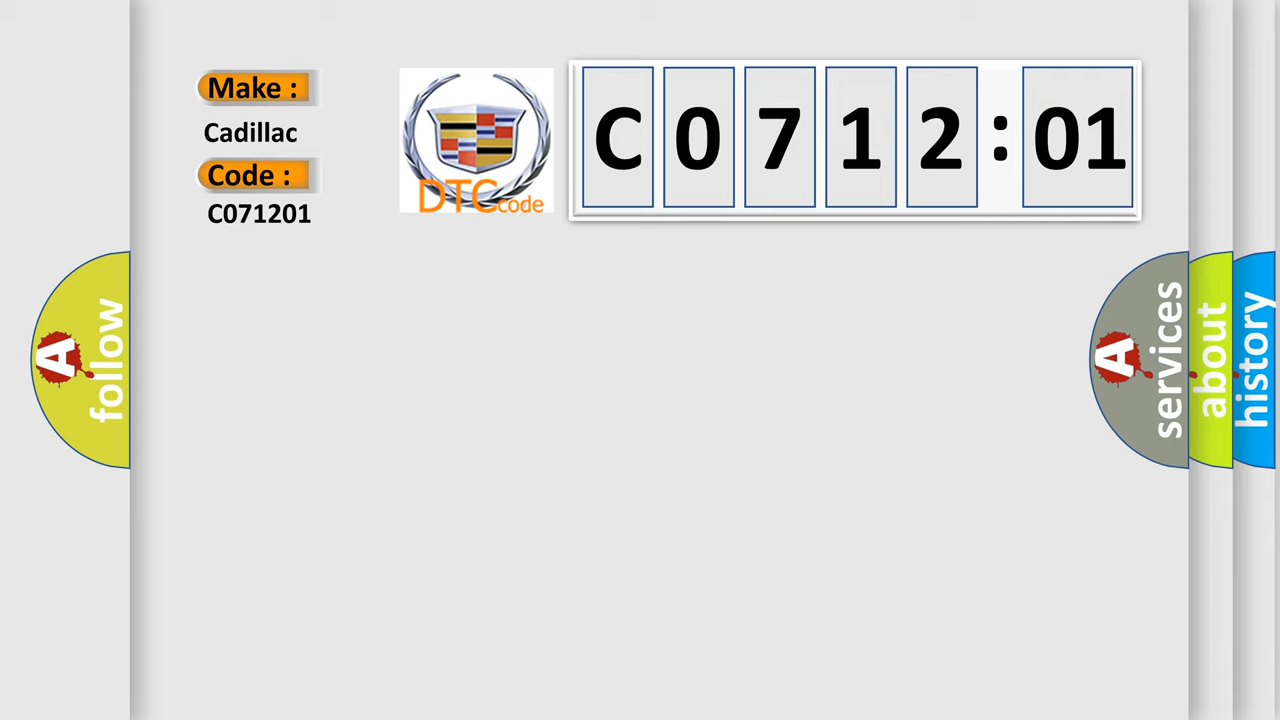 Make :
Cadillac
Code :
C071201
DTCcode
C 0 7 1 2 : 01
A follow
A services
about
history